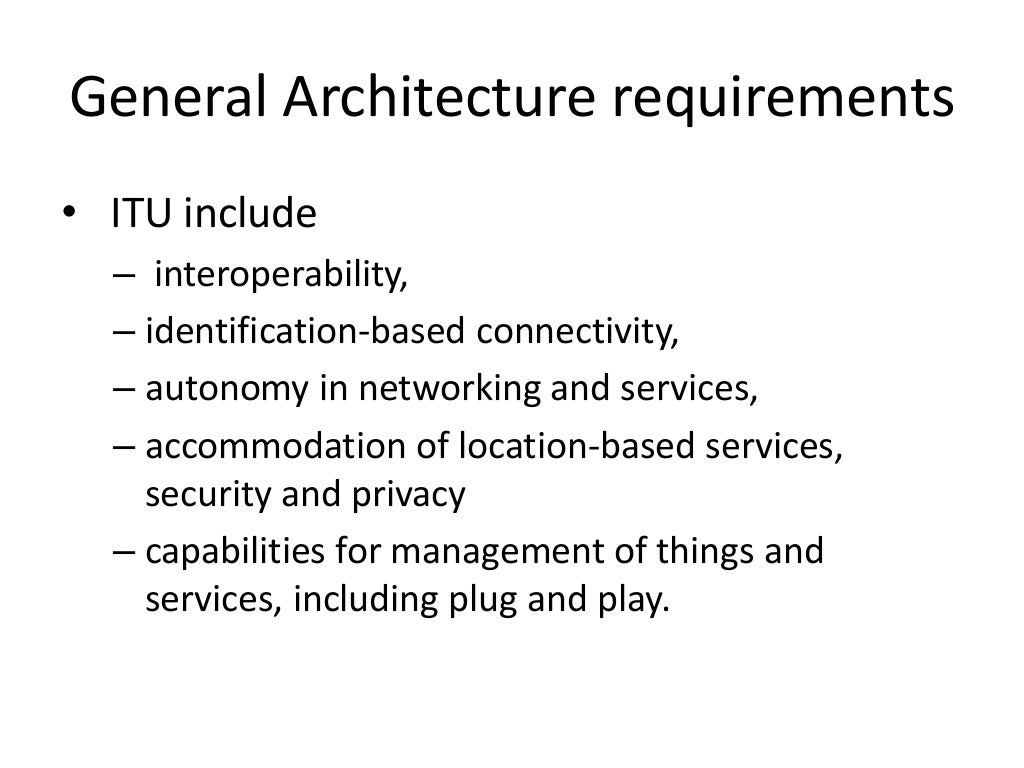 General Architecture requirements
• ITU include
– interoperability,
– identification-based connectivity,
– autonomy in networking and services,
– accommodation of location-based services,
security and privacy
– capabilities for management of things and
services, including plug and play.